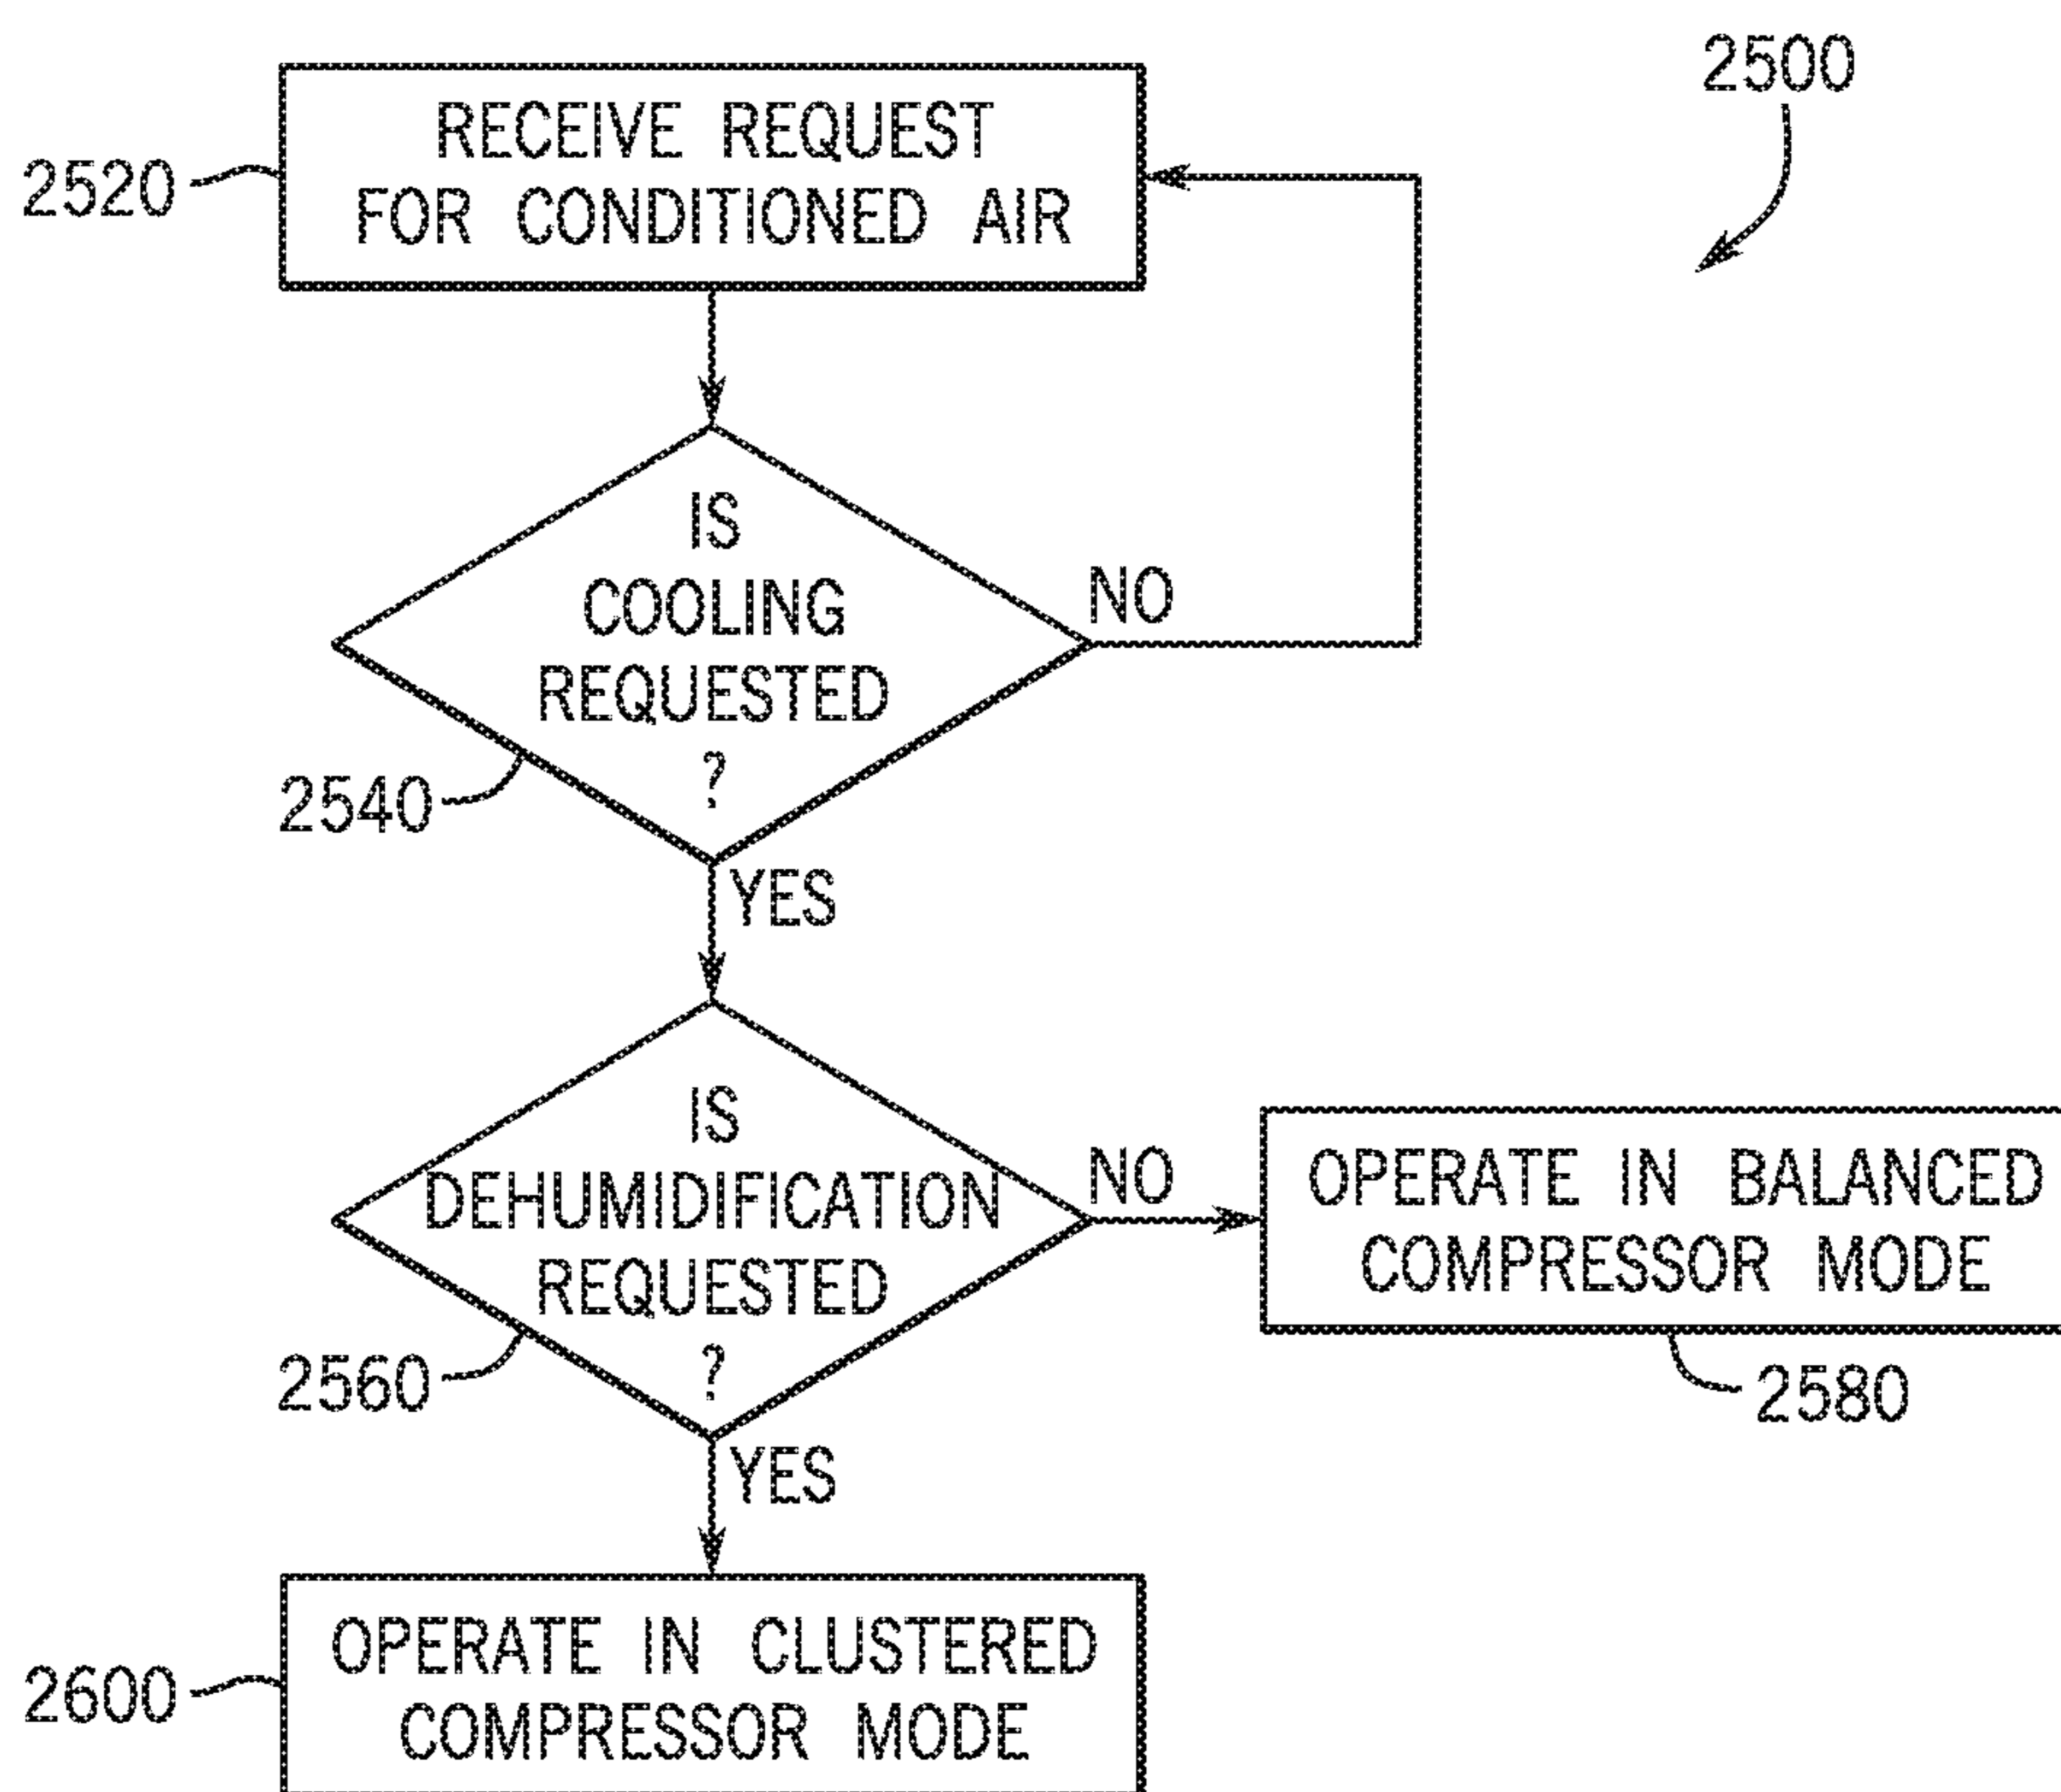 2500
RECEIVE REQUEST
FOR CONDITIONED AIR
2520
IS
COOLING
REQUESTED
?
NO
2540
YES
IS
DEHUMIDIFICATION
REQUESTED
?
NO
2560
OPERATE IN BALANCED
COMPRESSOR MODE
2580
YES
OPERATE IN CLUSTERED
COMPRESSOR MODE
2600